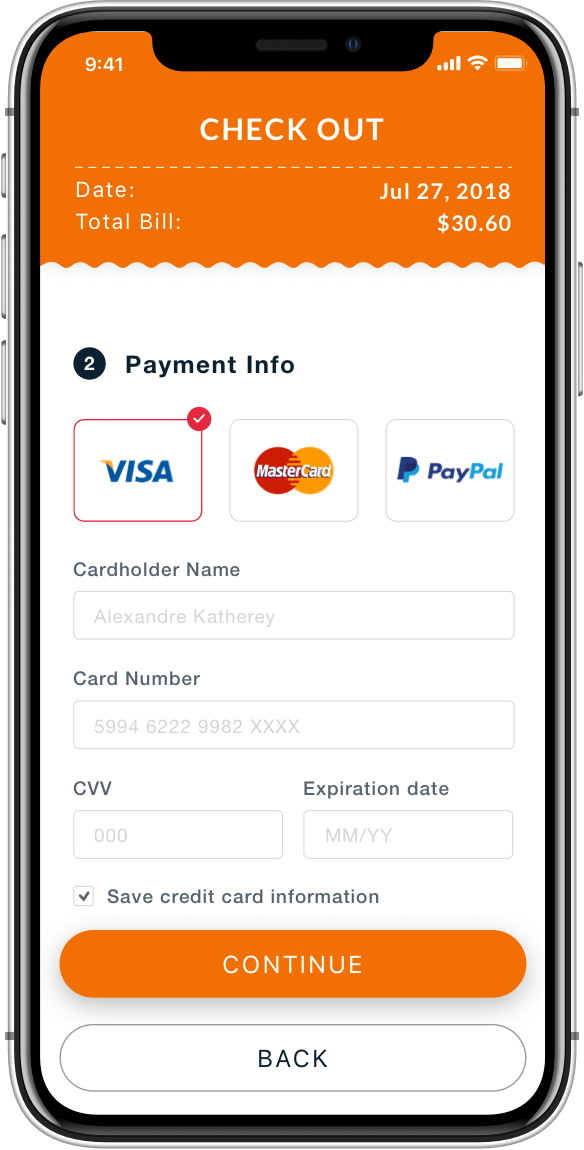 9:41
CHECK OUT
Date: Jul 27, 2018
Total Bill: $30.60
2 Payment Info
VISA MasterCard PayPal
Cardholder Name
Alexandre Katherey
Card Number
5994 6222 9982 XXXX
CVV Expiration date
000 MM/YY
Save credit card information
CONTINUE
BACK